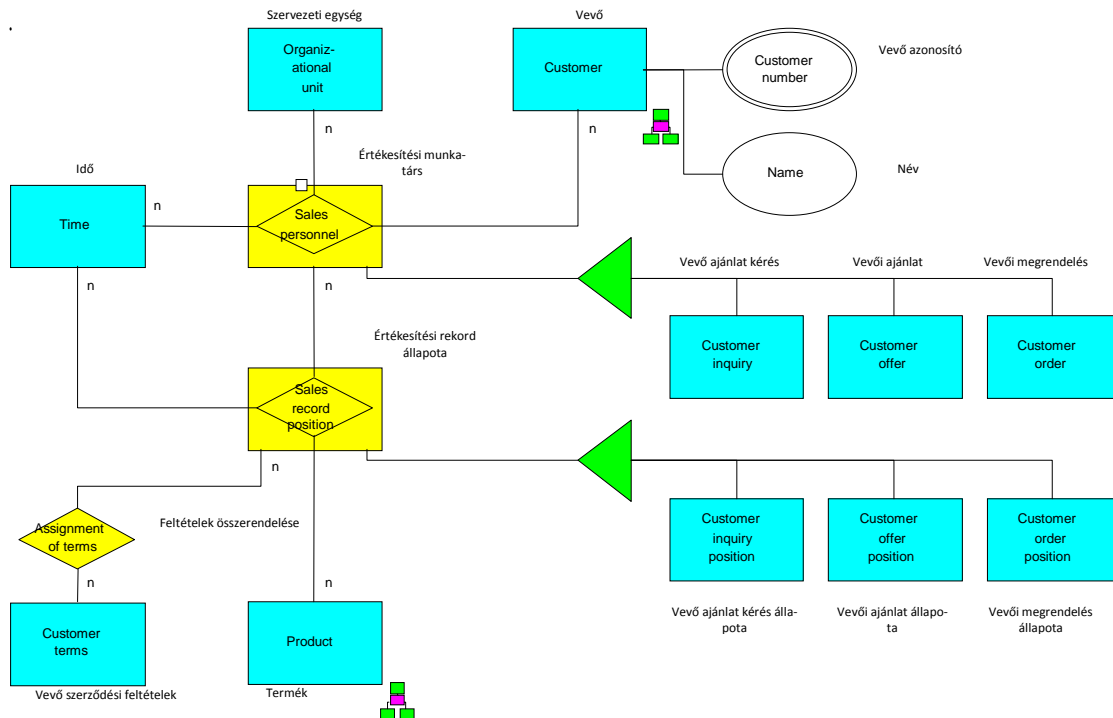 Szervezeti egység
Vevő
Organiz-
ational
unit
Customer
Customer
number
Vevő azonosító
n
n
Értékesítési munka-
társ
Idő
Name
Név
Time
n
Sales
personnel
n
n
Vevő ajánlat kérés
Vevői ajánlat
Vevői megrendelés
Értékesítési rekord
állapota
Customer
inquiry
Customer
offer
Customer
order
Sales
record
position
n
Assignment
of terms
Feltételek összerendelése
Customer
inquiry
position
Customer
offer
position
Customer
order
position
n
n
Customer
terms
Product
Vevő ajánlat kérés álla-
pota
Vevői ajánlat állapo-
ta
Vevői megrendelés
állapota
Vevő szerződési feltételek
Termék